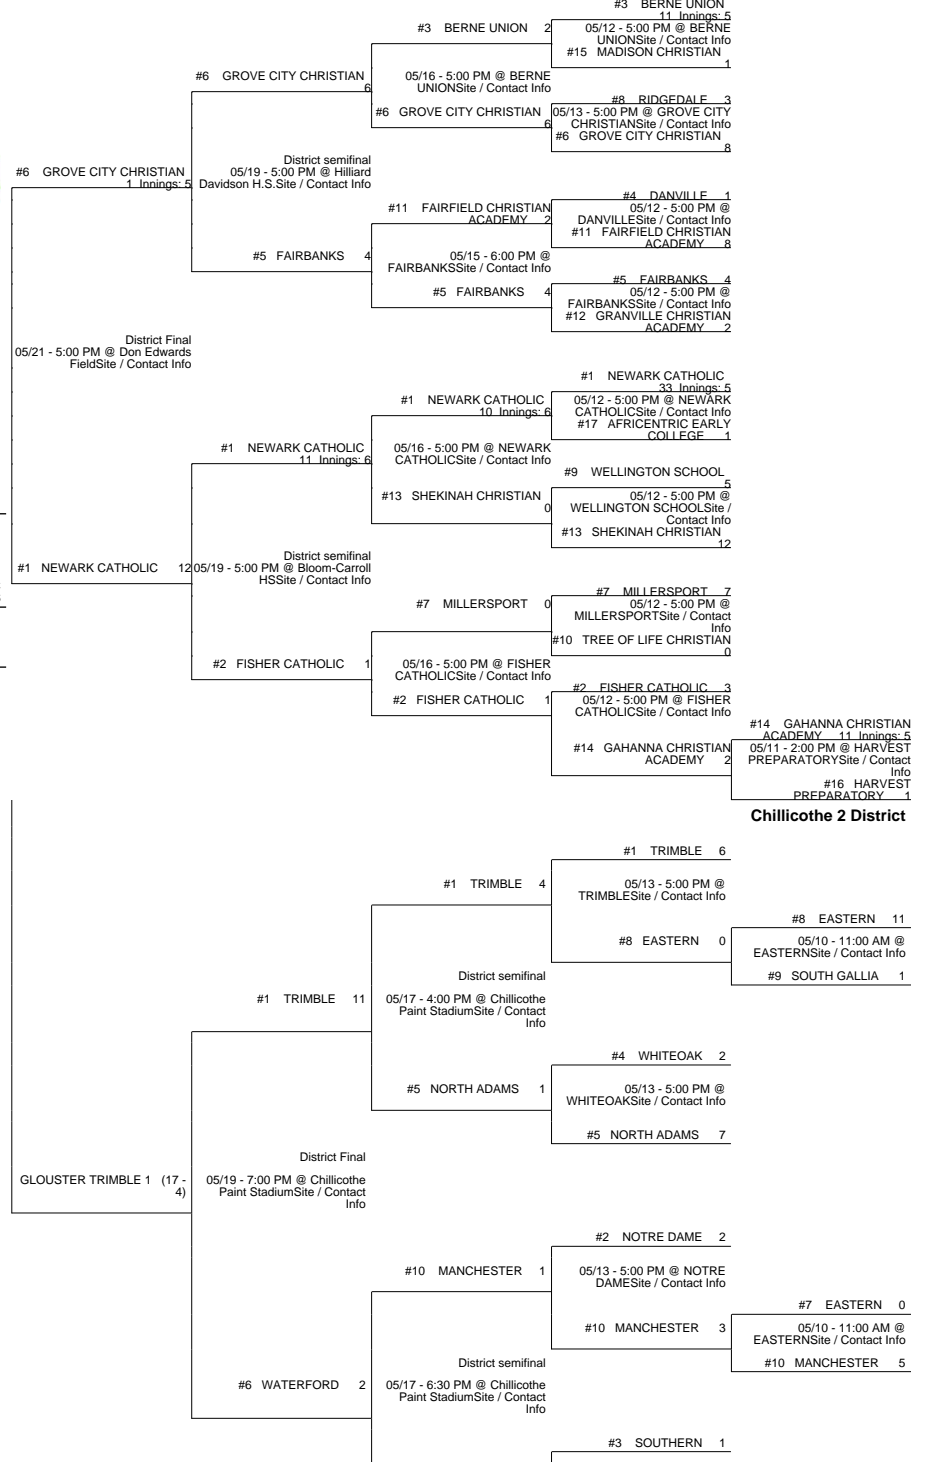 #3 BERNE UNION
11 Innings: 5
#3 BERNE UNION 2
05/12 - 5:00 PM @ BERNE
UNIONSite / Contact Info
#15 MADISON CHRISTIAN
1
#6 GROVE CITY CHRISTIAN
6
05/16 - 5:00 PM @ BERNE
UNIONSite / Contact Info
#8 RIDGEDALE 3
#6 GROVE CITY CHRISTIAN
6
05/13 - 5:00 PM @ GROVE CITY
CHRISTIANSite / Contact Info
#6 GROVE CITY CHRISTIAN
8
#6 GROVE CITY CHRISTIAN
1 Innings: 5
District semifinal
05/19 - 5:00 PM @ Hilliard
Davidson H.S.Site / Contact Info
#4 DANVILLE 1
#11 FAIRFIELD CHRISTIAN
ACADEMY 2
05/12 - 5:00 PM @
DANVILLESite / Contact Info
#11 FAIRFIELD CHRISTIAN
ACADEMY 8
#5 FAIRBANKS 4
05/15 - 6:00 PM @
FAIRBANKSSite / Contact Info
#5 FAIRBANKS 4
#5 FAIRBANKS 4
05/12 - 5:00 PM @
FAIRBANKSSite / Contact Info
#12 GRANVILLE CHRISTIAN
ACADEMY 2
District Final
05/21 - 5:00 PM @ Don Edwards
FieldSite / Contact Info
#1 NEWARK CATHOLIC
33 Innings: 5
#1 NEWARK CATHOLIC
10 Innings: 6
05/12 - 5:00 PM @ NEWARK
CATHOLICSite / Contact Info
#17 AFRICENTRIC EARLY
COLLEGE 1
#1 NEWARK CATHOLIC
11 Innings: 6
05/16 - 5:00 PM @ NEWARK
CATHOLICSite / Contact Info
#9 WELLINGTON SCHOOL
5
#13 SHEKINAH CHRISTIAN
0
05/12 - 5:00 PM @
WELLINGTON SCHOOLSite /
Contact Info
#13 SHEKINAH CHRISTIAN
12
#1 NEWARK CATHOLIC 12
District semifinal
05/19 - 5:00 PM @ Bloom-Carroll
HSSite / Contact Info
#7 MILLERSPORT 7
#7 MILLERSPORT 0
05/12 - 5:00 PM @
MILLERSPORTSite / Contact
Info
#10 TREE OF LIFE CHRISTIAN
0
#2 FISHER CATHOLIC 1
05/16 - 5:00 PM @ FISHER
CATHOLICSite / Contact Info
#2 FISHER CATHOLIC 3
#2 FISHER CATHOLIC 1
05/12 - 5:00 PM @ FISHER
CATHOLICSite / Contact Info
#14 GAHANNA CHRISTIAN
ACADEMY 2
#14 GAHANNA CHRISTIAN
ACADEMY 11 Innings: 5
05/11 - 2:00 PM @ HARVEST
PREPARATORYSite / Contact
Info
#16 HARVEST
PREPARATORY 1
Chillicothe 2 District
#1 TRIMBLE 6
#1 TRIMBLE 4
05/13 - 5:00 PM @
TRIMBLESite / Contact Info
#8 EASTERN 11
#8 EASTERN 0
05/10 - 11:00 AM @
EASTERNSite / Contact Info
#9 SOUTH GALLIA 1
#1 TRIMBLE 11
District semifinal
05/17 - 4:00 PM @ Chillicothe
Paint StadiumSite / Contact
Info
#4 WHITEOAK 2
#5 NORTH ADAMS 1
05/13 - 5:00 PM @
WHITEOAKSite / Contact Info
#5 NORTH ADAMS 7
GLOUSTER TRIMBLE 1 (17 -
4)
District Final
05/19 - 7:00 PM @ Chillicothe
Paint StadiumSite / Contact
Info
#2 NOTRE DAME 2
#10 MANCHESTER 1
05/13 - 5:00 PM @ NOTRE
DAMESite / Contact Info
#7 EASTERN 0
#10 MANCHESTER 3
05/10 - 11:00 AM @
EASTERNSite / Contact Info
#10 MANCHESTER 5
#6 WATERFORD 2
District semifinal
05/17 - 6:30 PM @ Chillicothe
Paint StadiumSite / Contact
Info
#3 SOUTHERN 1